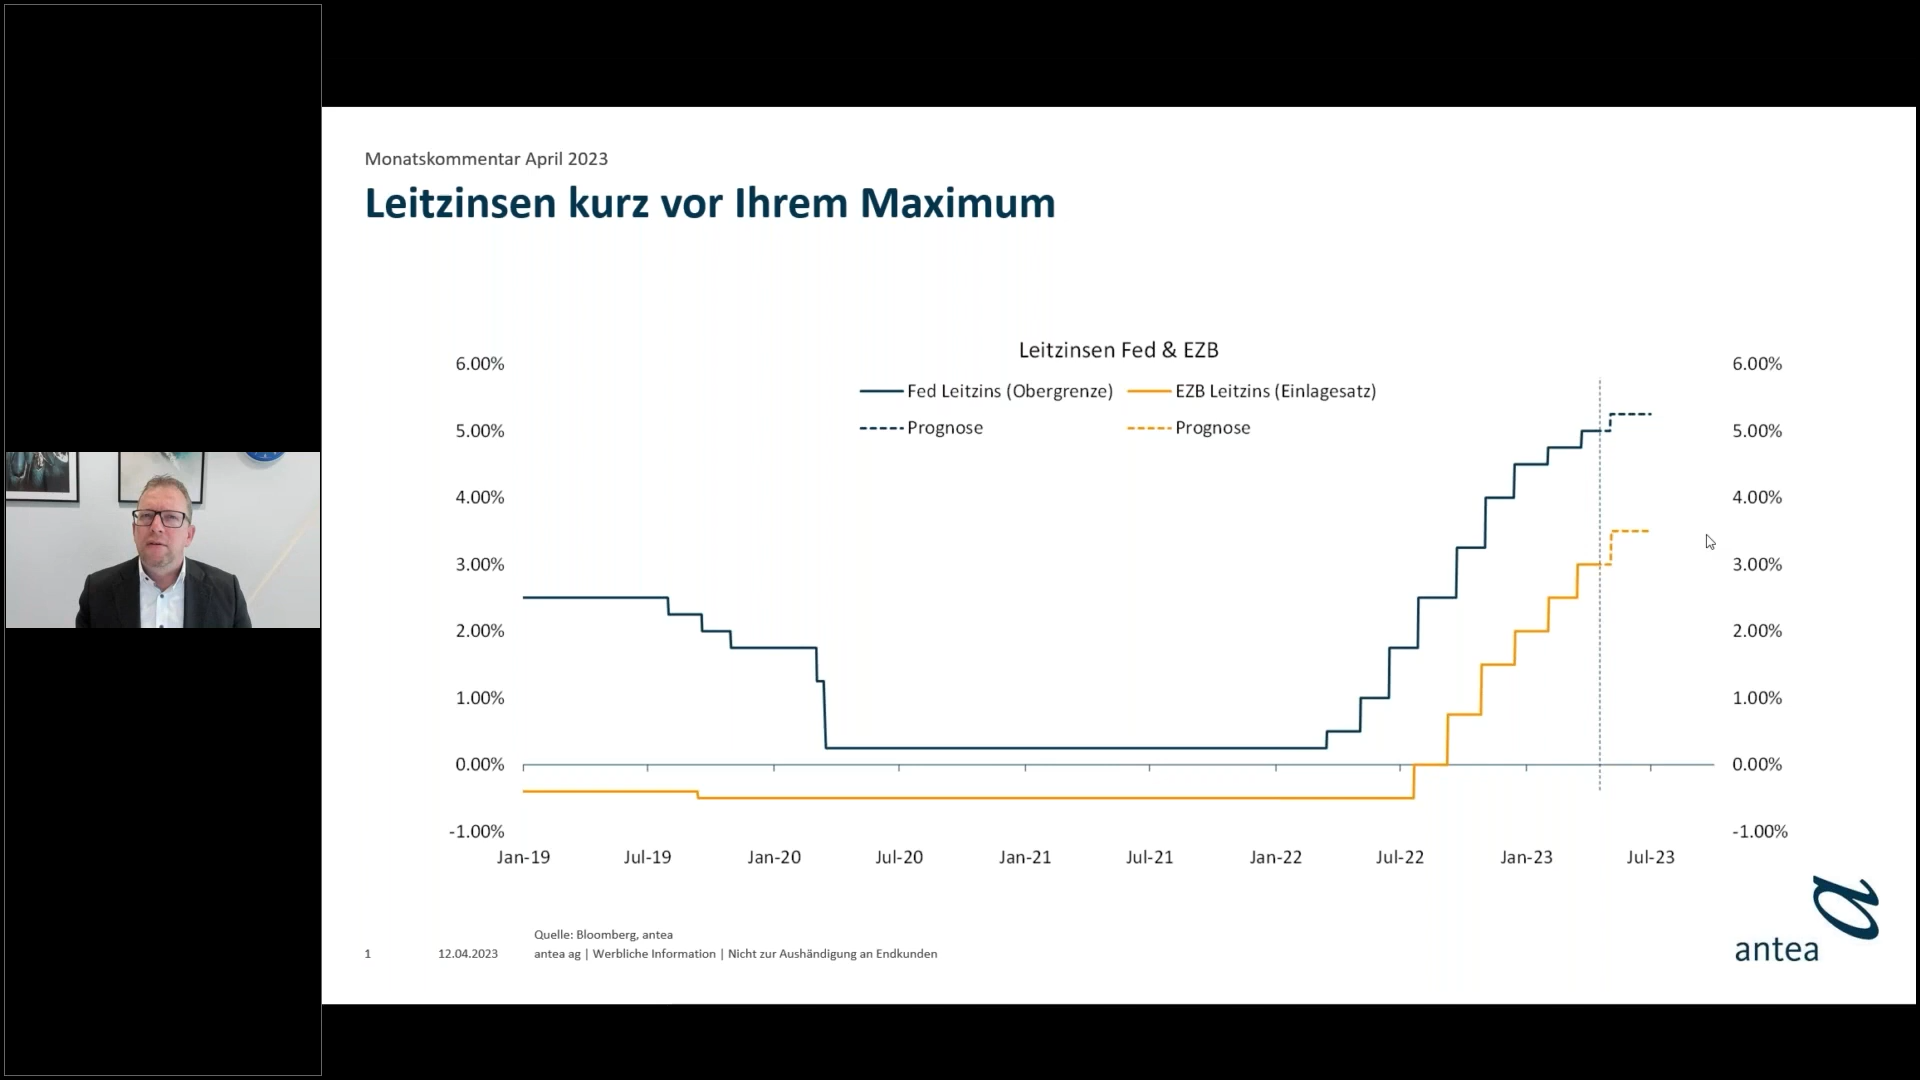 Monatskommentar April 2023
Leitzinsen kurz vor Ihrem Maximum
Leitzinsen Fed & EZB
Fed Leitzins (Obergrenze) EZB Leitzins (Einlagesatz)
Prognose Prognose
6.00% 6.00%
5.00% 5.00%
4.00% 4.00%
3.00% 3.00%
2.00% 2.00%
1.00% 1.00%
0.00% 0.00%
-1.00% -1.00%
Jan-19 Jul-19 Jan-20 Jul-20 Jan-21 Jul-21 Jan-22 Jul-22 Jan-23 Jul-23
Quelle: Bloomberg, antea
1 12.04.2023 antea ag | Werbliche Information | Nicht zur Aushändigung an Endkunden
antea